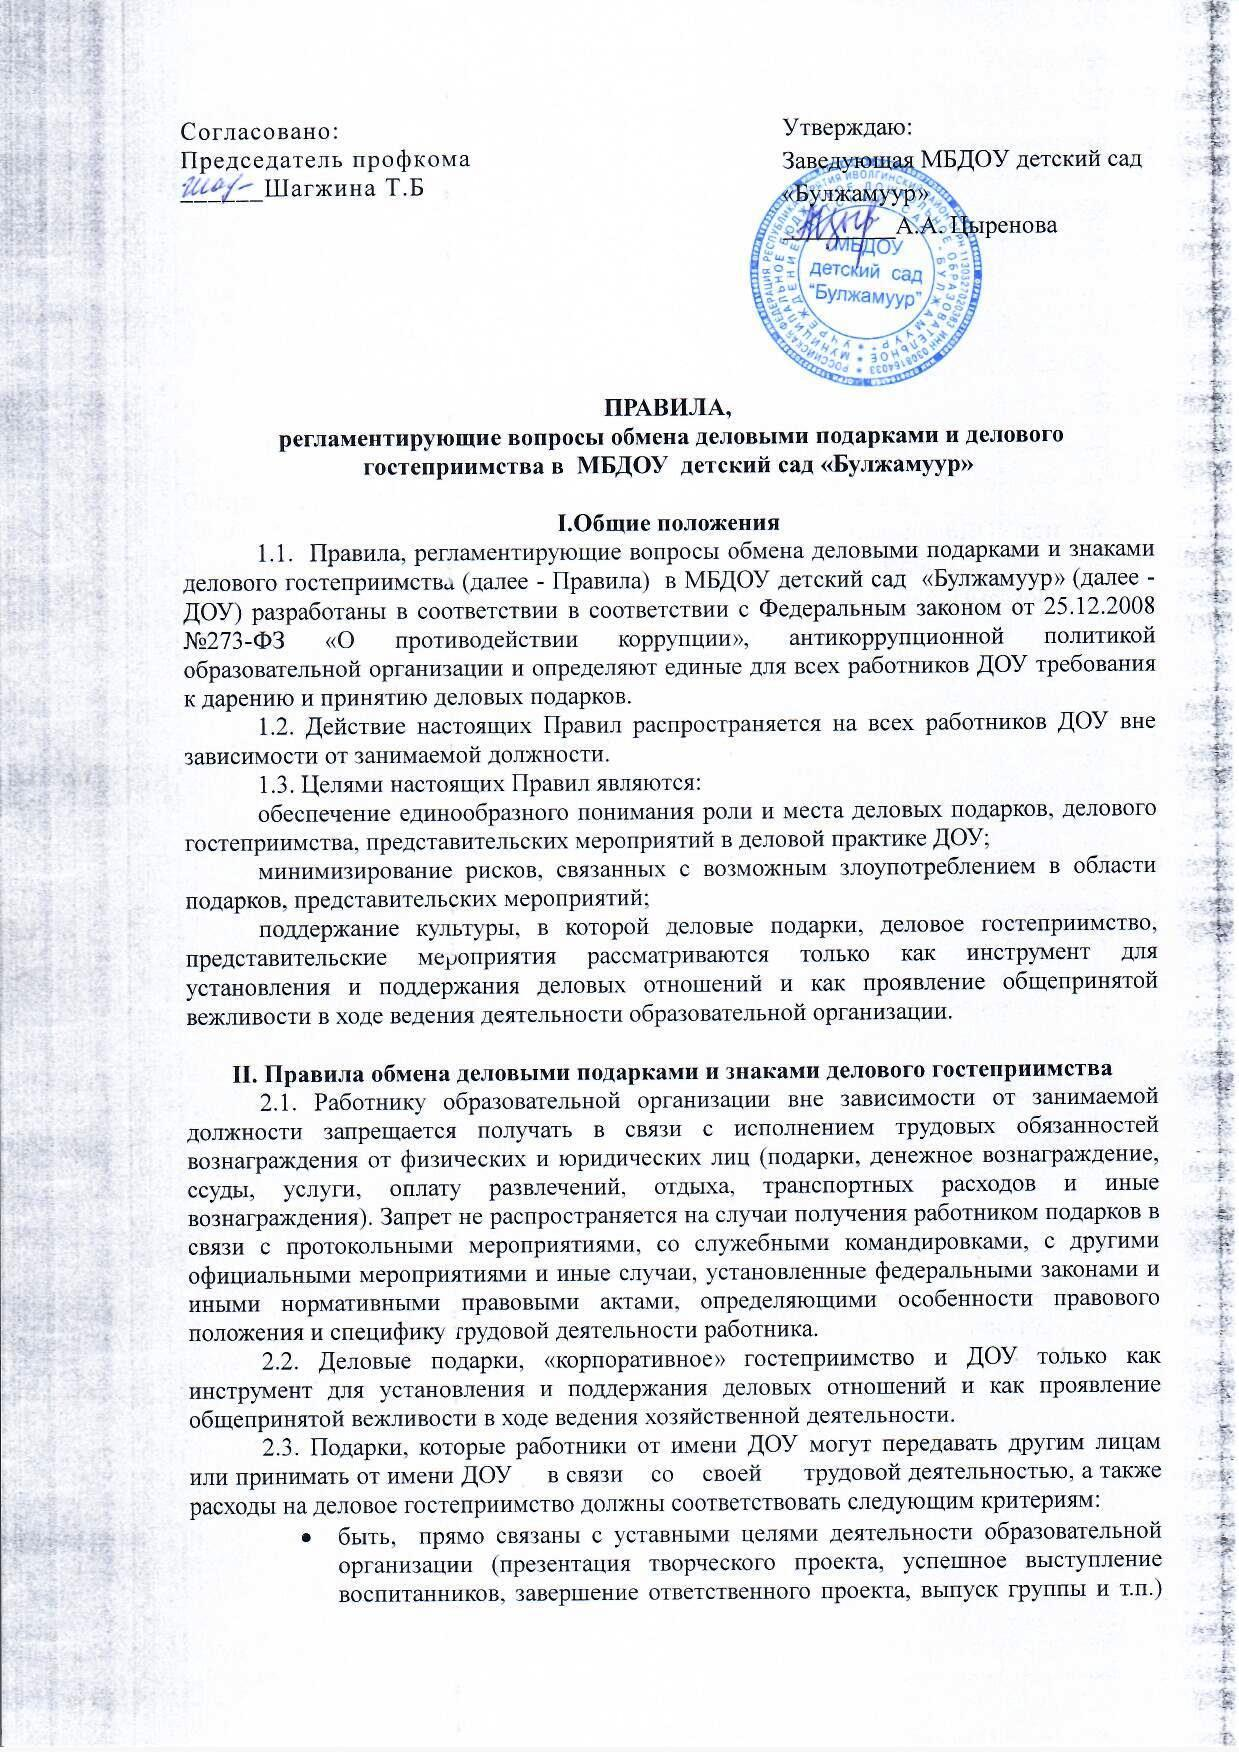 Согласовано:
Председатель профкома
______Шагжина Т.Б
Утверждаю:
Заведующая МБДОУ детский сад
«Булжамуур»
_________А.А. Цыренова
МБДОУ
детский сад
"Булжамуур"
ПРАВИЛА,
регламентирующие вопросы обмена деловыми подарками и делового
гостеприимства в МБДОУ детский сад «Булжамуур»
I.Общие положения
1.1. Правила, регламентирующие вопросы обмена деловыми подарками и знаками
делового гостеприимства (далее - Правила) в МБДОУ детский сад «Булжамуур» (далее -
ДОУ) разработаны в соответствии в соответствии с Федеральным законом от 25.12.2008
№273-ФЗ «О противодействии коррупции», антикоррупционной политикой
образовательной организации и определяют единые для всех работников ДОУ требования
к дарению и принятию деловых подарков.
1.2. Действие настоящих Правил распространяется на всех работников ДОУ вне
зависимости от занимаемой должности.
1.3. Целями настоящих Правил являются:
обеспечение единообразного понимания роли и места деловых подарков, делового
гостеприимства, представительских мероприятий в деловой практике ДОУ;
минимизирование рисков, связанных с возможным злоупотреблением в области
подарков, представительских мероприятий;
поддержание культуры, в которой деловые подарки, деловое гостеприимство,
представительские мероприятия рассматриваются только как инструмент для
установления и поддержания деловых отношений и как проявление общепринятой
вежливости в ходе ведения деятельности образовательной организации.
II. Правила обмена деловыми подарками и знаками делового гостеприимства
2.1. Работнику образовательной организации вне зависимости от занимаемой
должности запрещается получать в связи с исполнением трудовых обязанностей
вознаграждения от физических и юридических лиц (подарки, денежное вознаграждение,
ссуды, услуги, оплату развлечений, отдыха, транспортных расходов и иные
вознаграждения). Запрет не распространяется на случаи получения работником подарков в
связи с протокольными мероприятиями, со служебными командировками, с другими
официальными мероприятиями и иные случаи, установленные федеральными законами и
иными нормативными правовыми актами, определяющими особенности правового
положения и специфику трудовой деятельности работника.
2.2. Деловые подарки, «корпоративное» гостеприимство и ДОУ только как
инструмент для установления и поддержания деловых отношений и как проявление
общепринятой вежливости в ходе ведения хозяйственной деятельности.
2.3. Подарки, которые работники от имени ДОУ могут передавать другим лицам
или принимать от имени ДОУ в связи со своей трудовой деятельностью, а также
расходы на деловое гостеприимство должны соответствовать следующим критериям:
• быть, прямо связаны с уставными целями деятельности образовательной
организации (презентация творческого проекта, успешное выступление
воспитанников, завершение ответственного проекта, выпуск группы и т.п.)